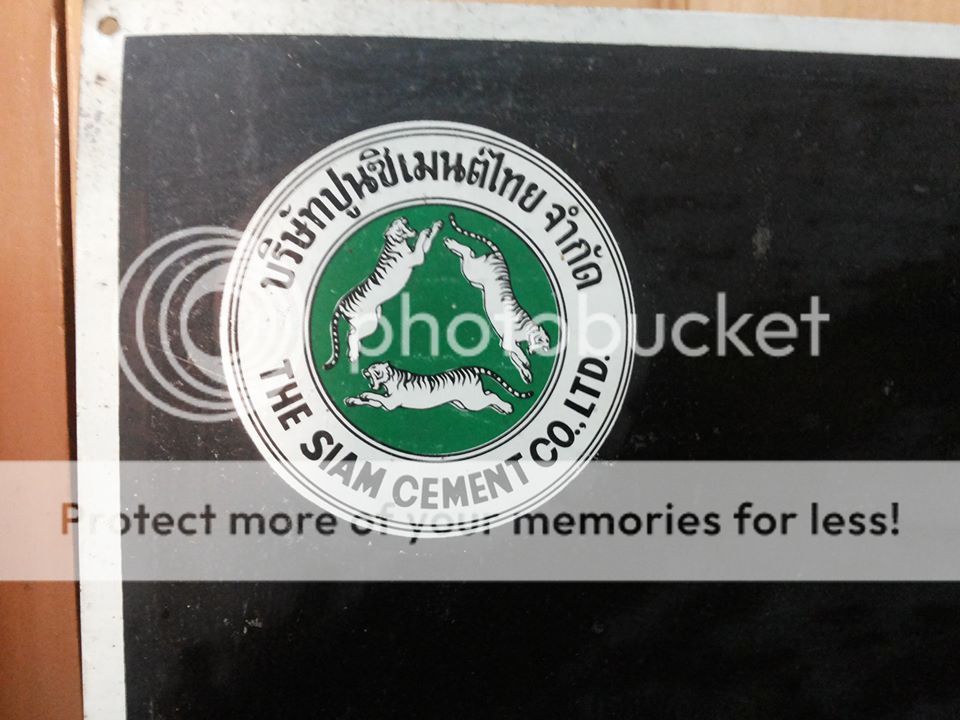 บริษัทปูนซิเมนต์ไทย จำกัด
THE SIAM CEMENT CO., LTD.
photobucket
Protect more of your memories for less!